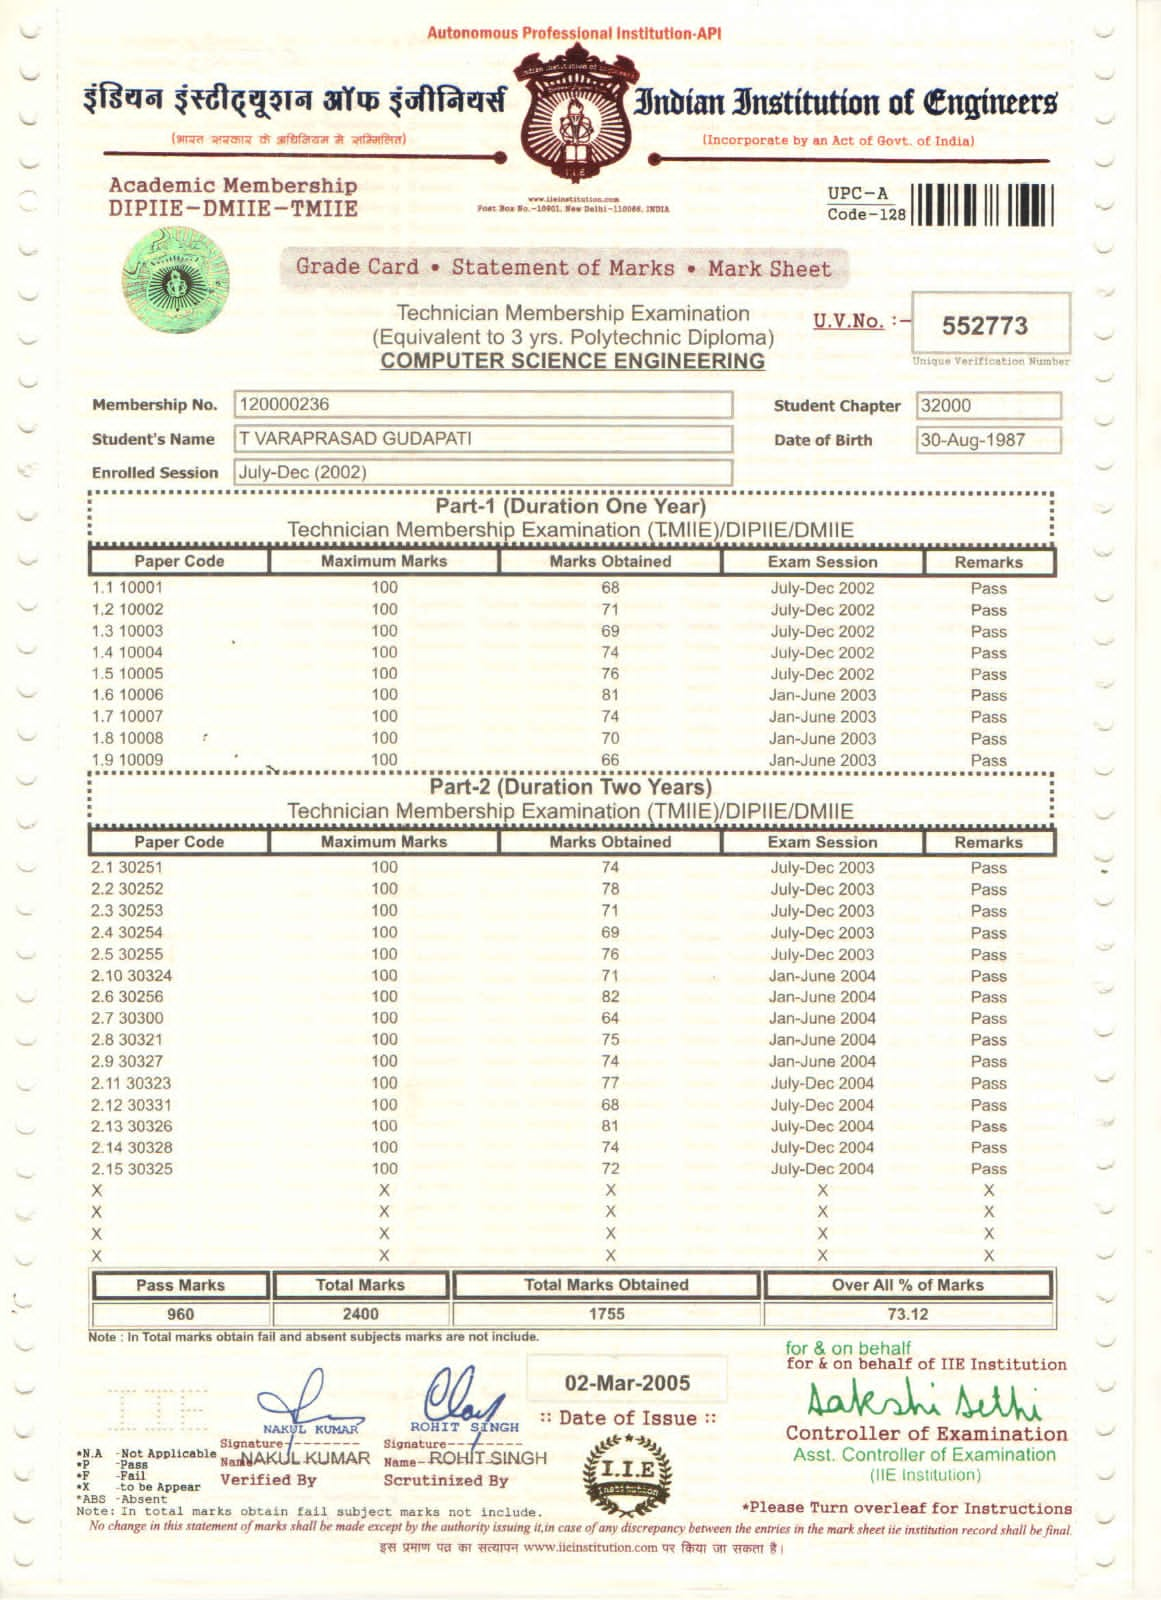 Autonomous Professional Institution-API
इंडियन इंस्टीट्यूशन ऑफ इंजीनियर्स
Indian Institution of Engineers
(भारत सरकार के अधिनियम में सम्मिलित)
(Incorporate by an Act of Govt. of India)
Indian Institution of Engineers
I I E
Academic Membership
DIPIIE-DMIIE-TMIIE
www.iieinstitution.com
Post Box No.-10901, New Delhi-110066, INDIA
UPC-A
Code-128
Grade Card • Statement of Marks • Mark Sheet
Technician Membership Examination
(Equivalent to 3 yrs. Polytechnic Diploma)
COMPUTER SCIENCE ENGINEERING
U.V.No. :- 552773
Unique Verification Number
Membership No. 120000236 Student Chapter 32000
Student's Name T VARAPRASAD GUDAPATI Date of Birth 30-Aug-1987
Enrolled Session July-Dec (2002)
Part-1 (Duration One Year)
Technician Membership Examination (TMIIE)/DIPIIE/DMIIE
Paper Code Maximum Marks Marks Obtained Exam Session Remarks
1.1 10001 100 68 July-Dec 2002 Pass
1.2 10002 100 71 July-Dec 2002 Pass
1.3 10003 100 69 July-Dec 2002 Pass
1.4 10004 100 74 July-Dec 2002 Pass
1.5 10005 100 76 July-Dec 2002 Pass
1.6 10006 100 81 Jan-June 2003 Pass
1.7 10007 100 74 Jan-June 2003 Pass
1.8 10008 100 70 Jan-June 2003 Pass
1.9 10009 100 66 Jan-June 2003 Pass
Part-2 (Duration Two Years)
Technician Membership Examination (TMIIE)/DIPIIE/DMIIE
Paper Code Maximum Marks Marks Obtained Exam Session Remarks
2.1 30251 100 74 July-Dec 2003 Pass
2.2 30252 100 78 July-Dec 2003 Pass
2.3 30253 100 71 July-Dec 2003 Pass
2.4 30254 100 69 July-Dec 2003 Pass
2.5 30255 100 76 July-Dec 2003 Pass
2.10 30324 100 71 Jan-June 2004 Pass
2.6 30256 100 82 Jan-June 2004 Pass
2.7 30300 100 64 Jan-June 2004 Pass
2.8 30321 100 75 Jan-June 2004 Pass
2.9 30327 100 74 Jan-June 2004 Pass
2.11 30323 100 77 July-Dec 2004 Pass
2.12 30331 100 68 July-Dec 2004 Pass
2.13 30326 100 81 July-Dec 2004 Pass
2.14 30328 100 74 July-Dec 2004 Pass
2.15 30325 100 72 July-Dec 2004 Pass
X X X X X
X X X X X
X X X X X
X X X X X
Pass Marks Total Marks Total Marks Obtained Over All % of Marks
960 2400 1755 73.12
Note : In Total marks obtain fail and absent subjects marks are not include.
for & on behalf
for & on behalf of IIE Institution
02-Mar-2005
:: Date of Issue ::
Sakshi Sethi
Controller of Examination
Asst. Controller of Examination
(IIE Institution)
IIE
NAKUL KUMAR ROHIT SINGH
Signature-------- Signature--------
Name NAKUL KUMAR Name--ROHIT SINGH
Verified By Scrutinized By
I.I.E
Institution
*N.A -Not Applicable
*P -Pass
*F -Fail
*X -to be Appear
*ABS -Absent
Note: In total marks obtain fail subject marks not include.
*Please Turn overleaf for Instructions
No change in this statement of marks shall be made except by the authority issuing it,in case of any discrepancy between the entries in the mark sheet iie institution record shall be final.
इस प्रमाण पत्र का सत्यापन www.iieinstitution.com पर किया जा सकता है।